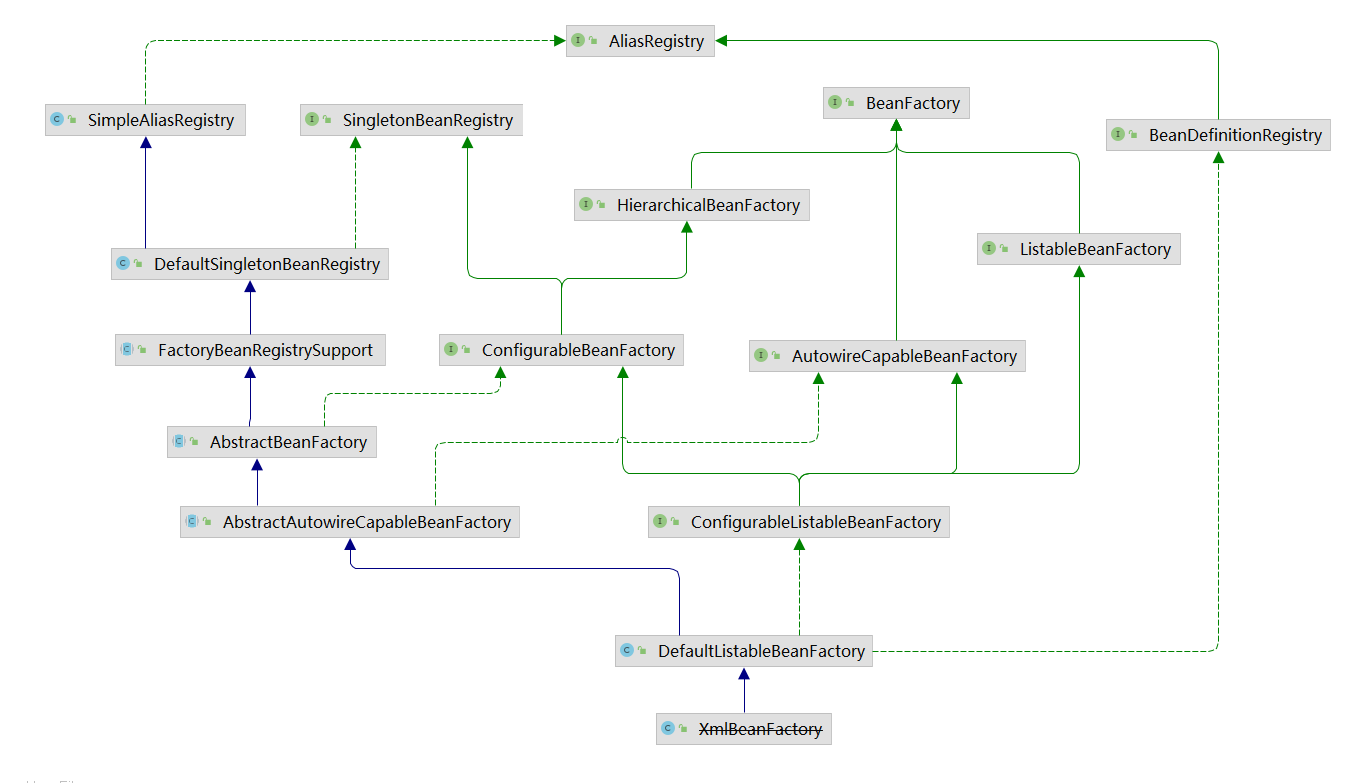 AliasRegistry
BeanFactory
SimpleAliasRegistry
SingletonBeanRegistry
BeanDefinitionRegistry
HierarchicalBeanFactory
ListableBeanFactory
DefaultSingletonBeanRegistry
FactoryBeanRegistrySupport
ConfigurableBeanFactory
AutowireCapableBeanFactory
AbstractBeanFactory
AbstractAutowireCapableBeanFactory
ConfigurableListableBeanFactory
DefaultListableBeanFactory
XmlBeanFactory